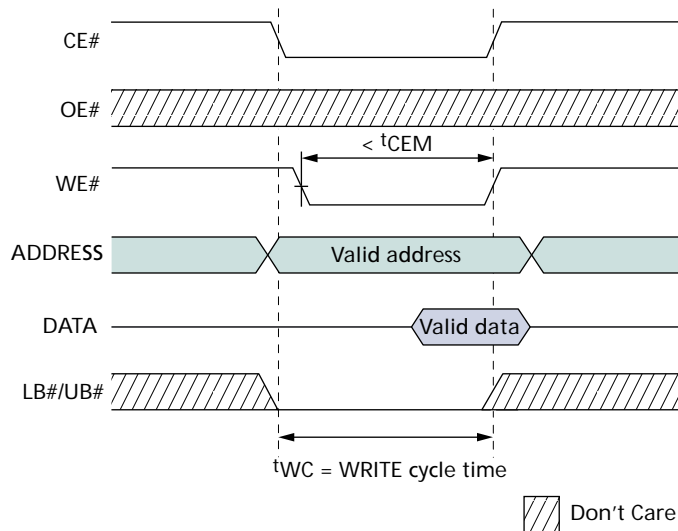 CE#
OE#
< tCEM
WE#
ADDRESS
Valid address
DATA
Valid data
LB#/UB#
tWC = WRITE cycle time
Don't Care